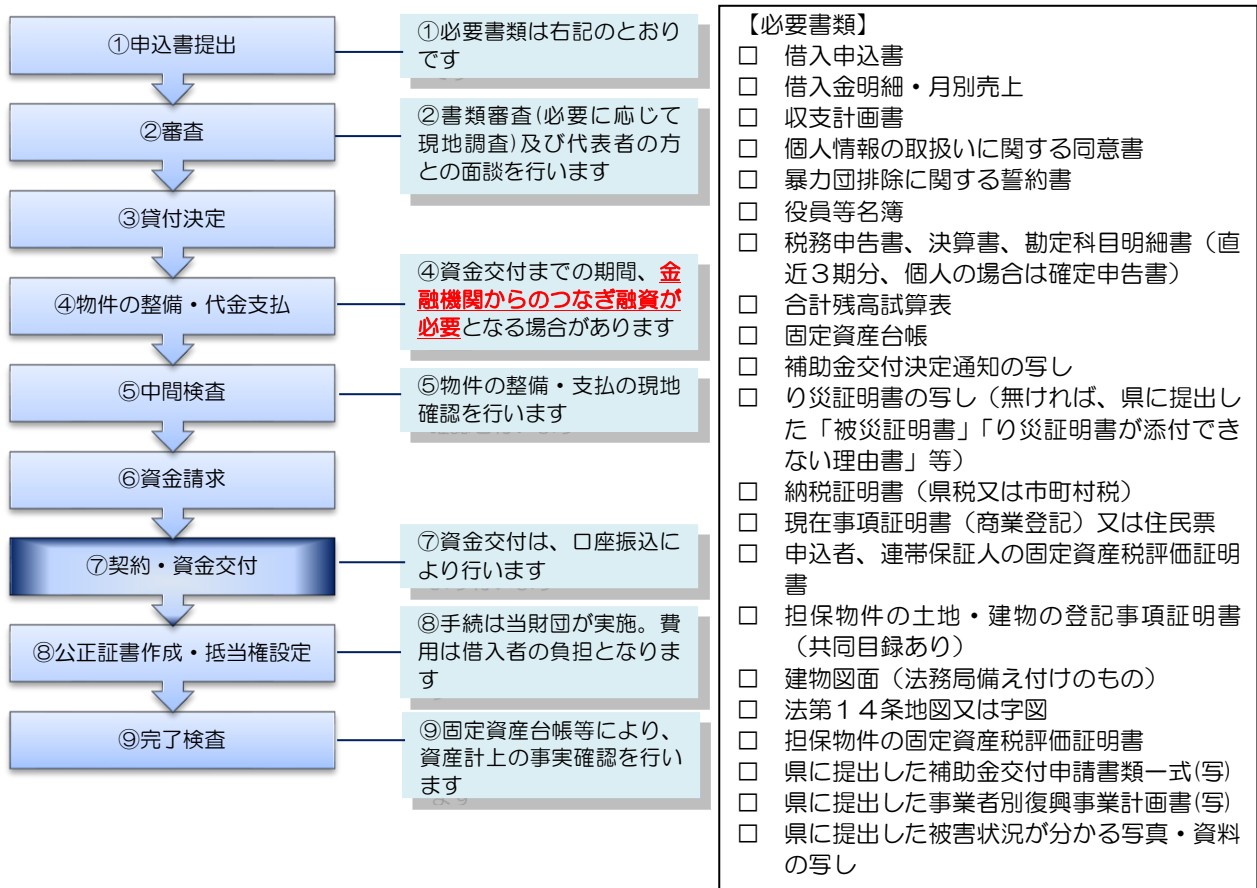 ①申込書提出
①必要書類は右記のとおり
です
②審査
②書類審査(必要に応じて
現地調査)及び代表者の方
との面談を行います
③貸付決定
④物件の整備・代金支払
④資金交付までの期間、金
融機関からのつなぎ融資が
必要となる場合があります
⑤中間検査
⑤物件の整備・支払の現地
確認を行います
⑥資金請求
⑦契約・資金交付
⑦資金交付は、口座振込に
より行います
⑧公正証書作成・抵当権設定
⑧手続は当財団が実施。費
用は借入者の負担となりま
す
⑨完了検査
⑨固定資産台帳等により、
資産計上の事実確認を行い
ます
【必要書類】
□ 借入申込書
□ 借入金明細・月別売上
□ 収支計画書
□ 個人情報の取扱いに関する同意書
□ 暴力団排除に関する誓約書
□ 役員等名簿
□ 税務申告書、決算書、勘定科目明細書（直
近３期分、個人の場合は確定申告書）
□ 合計残高試算表
□ 固定資産台帳
□ 補助金交付決定通知の写し
□ り災証明書の写し（無ければ、県に提出し
た「被災証明書」「り災証明書が添付でき
ない理由書」等）
□ 納税証明書（県税又は市町村税）
□ 現在事項証明書（商業登記）又は住民票
□ 申込者、連帯保証人の固定資産税評価証明
書
□ 担保物件の土地・建物の登記事項証明書
（共同目録あり）
□ 建物図面（法務局備え付けのもの）
□ 法第１４条地図又は字図
□ 担保物件の固定資産税評価証明書
□ 県に提出した補助金交付申請書類一式(写)
□ 県に提出した事業者別復興事業計画書(写)
□ 県に提出した被害状況が分かる写真・資料
の写し